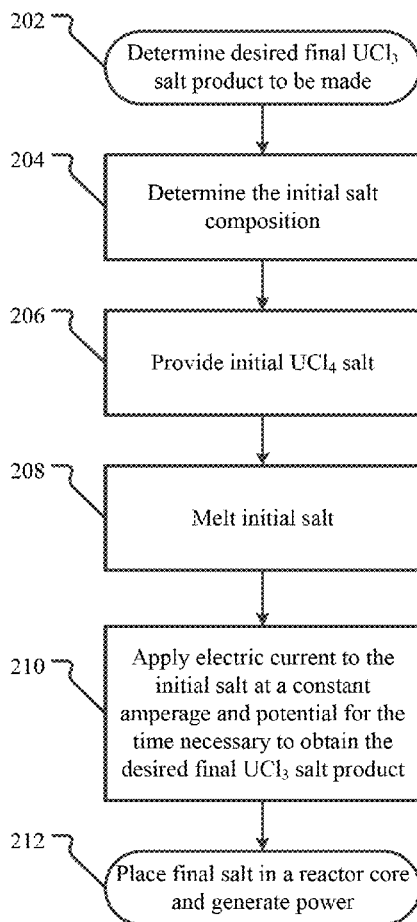 202
Determine desired final UCl₃
salt product to be made
204
Determine the initial salt
composition
206
Provide initial UCl₄ salt
208
Melt initial salt
210
Apply electric current to the
initial salt at a constant
amperage and potential for the
time necessary to obtain the
desired final UCl₃ salt product
212
Place final salt in a reactor core
and generate power